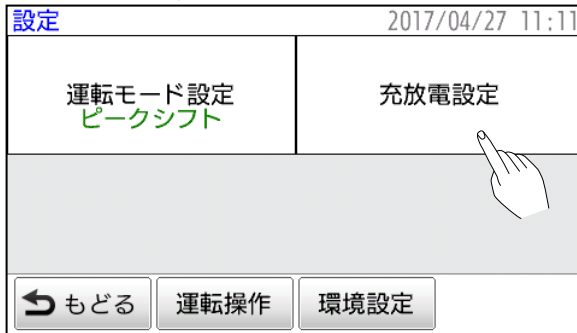 設定 2017/04/27 11:11
運転モード設定
ピークシフト
充放電設定
もどる 運転操作 環境設定